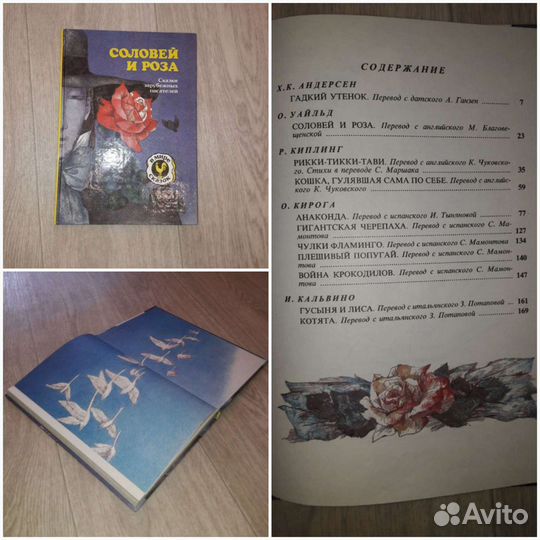 СОЛОВЕЙ
И РОЗА
Сказки
зарубежных
писателей
В МИРЕ
СКАЗОК
СОДЕРЖАНИЕ
Х.К. АНДЕРСЕН
ГАДКИЙ УТЕНОК. Перевод с датского А. Ганзен 7
О. УАЙЛЬД
СОЛОВЕЙ И РОЗА. Перевод с английского М. Благове-
щенской 23
Р. КИПЛИНГ
РИККИ-ТИККИ-ТАВИ. Перевод с английского К. Чуковско-
го. Стихи в переводе С. Маршака 35
КОШКА, ГУЛЯВШАЯ САМА ПО СЕБЕ. Перевод с англий-
ского К. Чуковского 59
О. КИРОГА
АНАКОНДА. Перевод с испанского И. Тыняновой 77
ГИГАНТСКАЯ ЧЕРЕПАХА. Перевод с испанского С. Ма-
монтова 127
ЧУЛКИ ФЛАМИНГО. Перевод с испанского С. Мамонтова 134
ПЛЕШИВЫЙ ПОПУГАЙ. Перевод с испанского С. Мамон-
това 140
ВОЙНА КРОКОДИЛОВ. Перевод с испанского С. Мамон-
това 147
И. КАЛЬВИНО
ГУСЫНЯ И ЛИСА. Перевод с итальянского З. Потаповой 161
КОТЯТА. Перевод с итальянского З. Потаповой 169
Avito